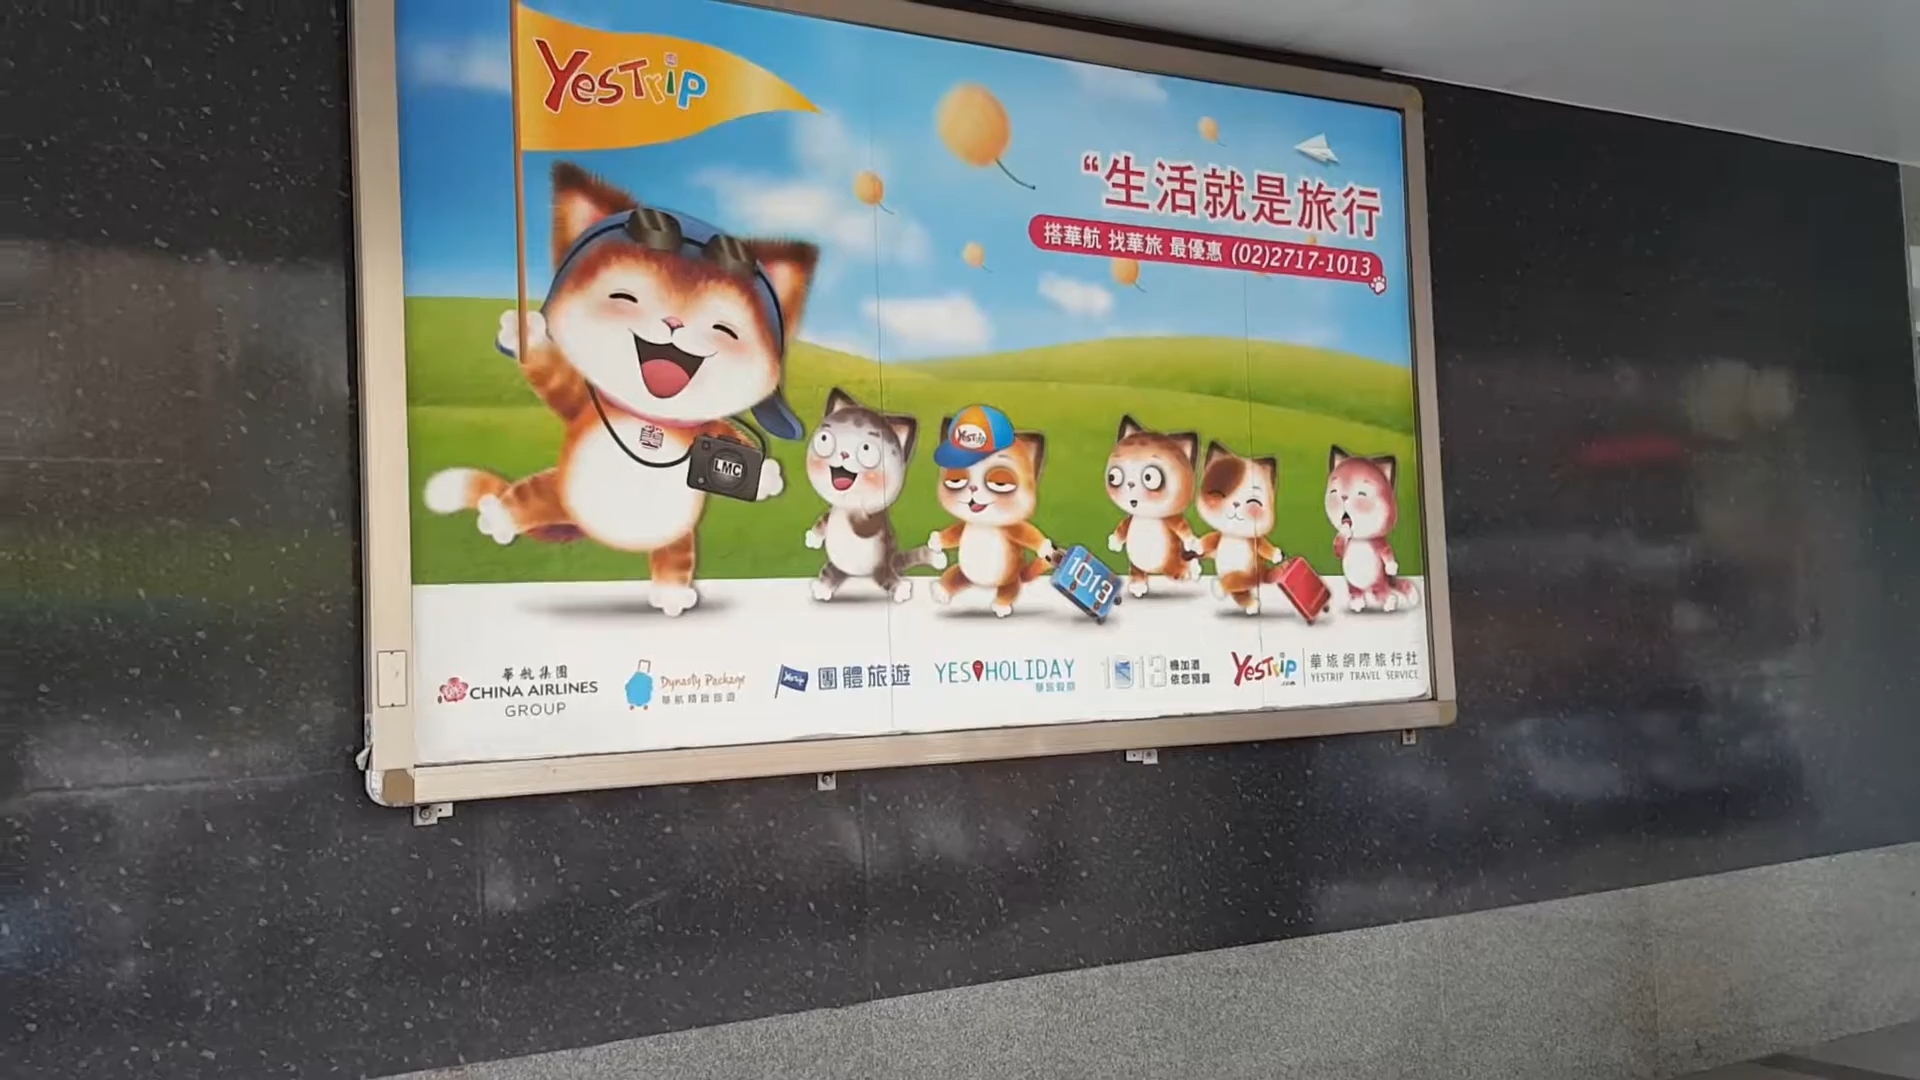 YesTrip
“生活就是旅行
搭華航 找華旅 最優惠 (02)2717-1013
LMC
YesTrip
1013
華航集團
CHINA AIRLINES
GROUP
Dynasty Package
華航精緻旅遊
Yestrip
團體旅遊
YES HOLIDAY
華旅假期
1013
機加酒
依您預算
YesTrip
.com
華旅網際旅行社
YESTRIP TRAVEL SERVICE